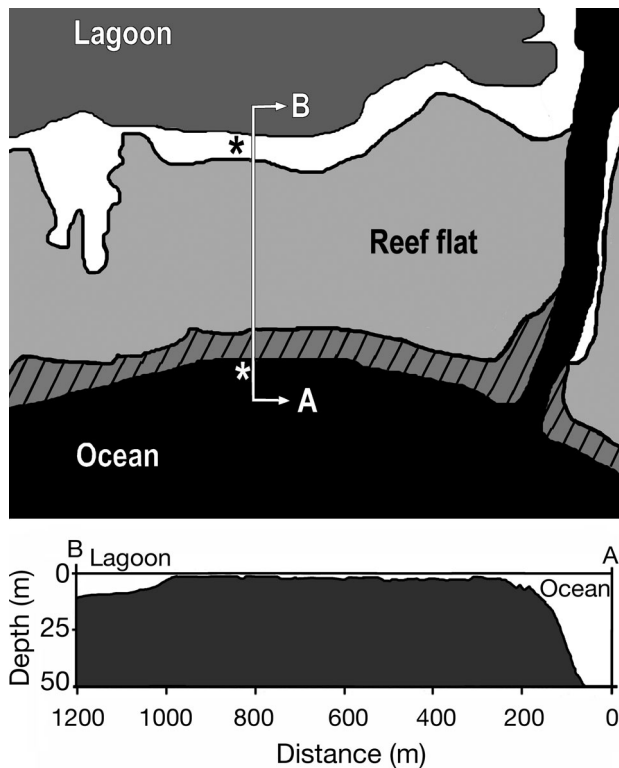 Lagoon
B
*
Reef flat
*
A
Ocean
B Lagoon A
0
Ocean
25
50
Depth (m)
1200 1000 800 600 400 200 0
Distance (m)